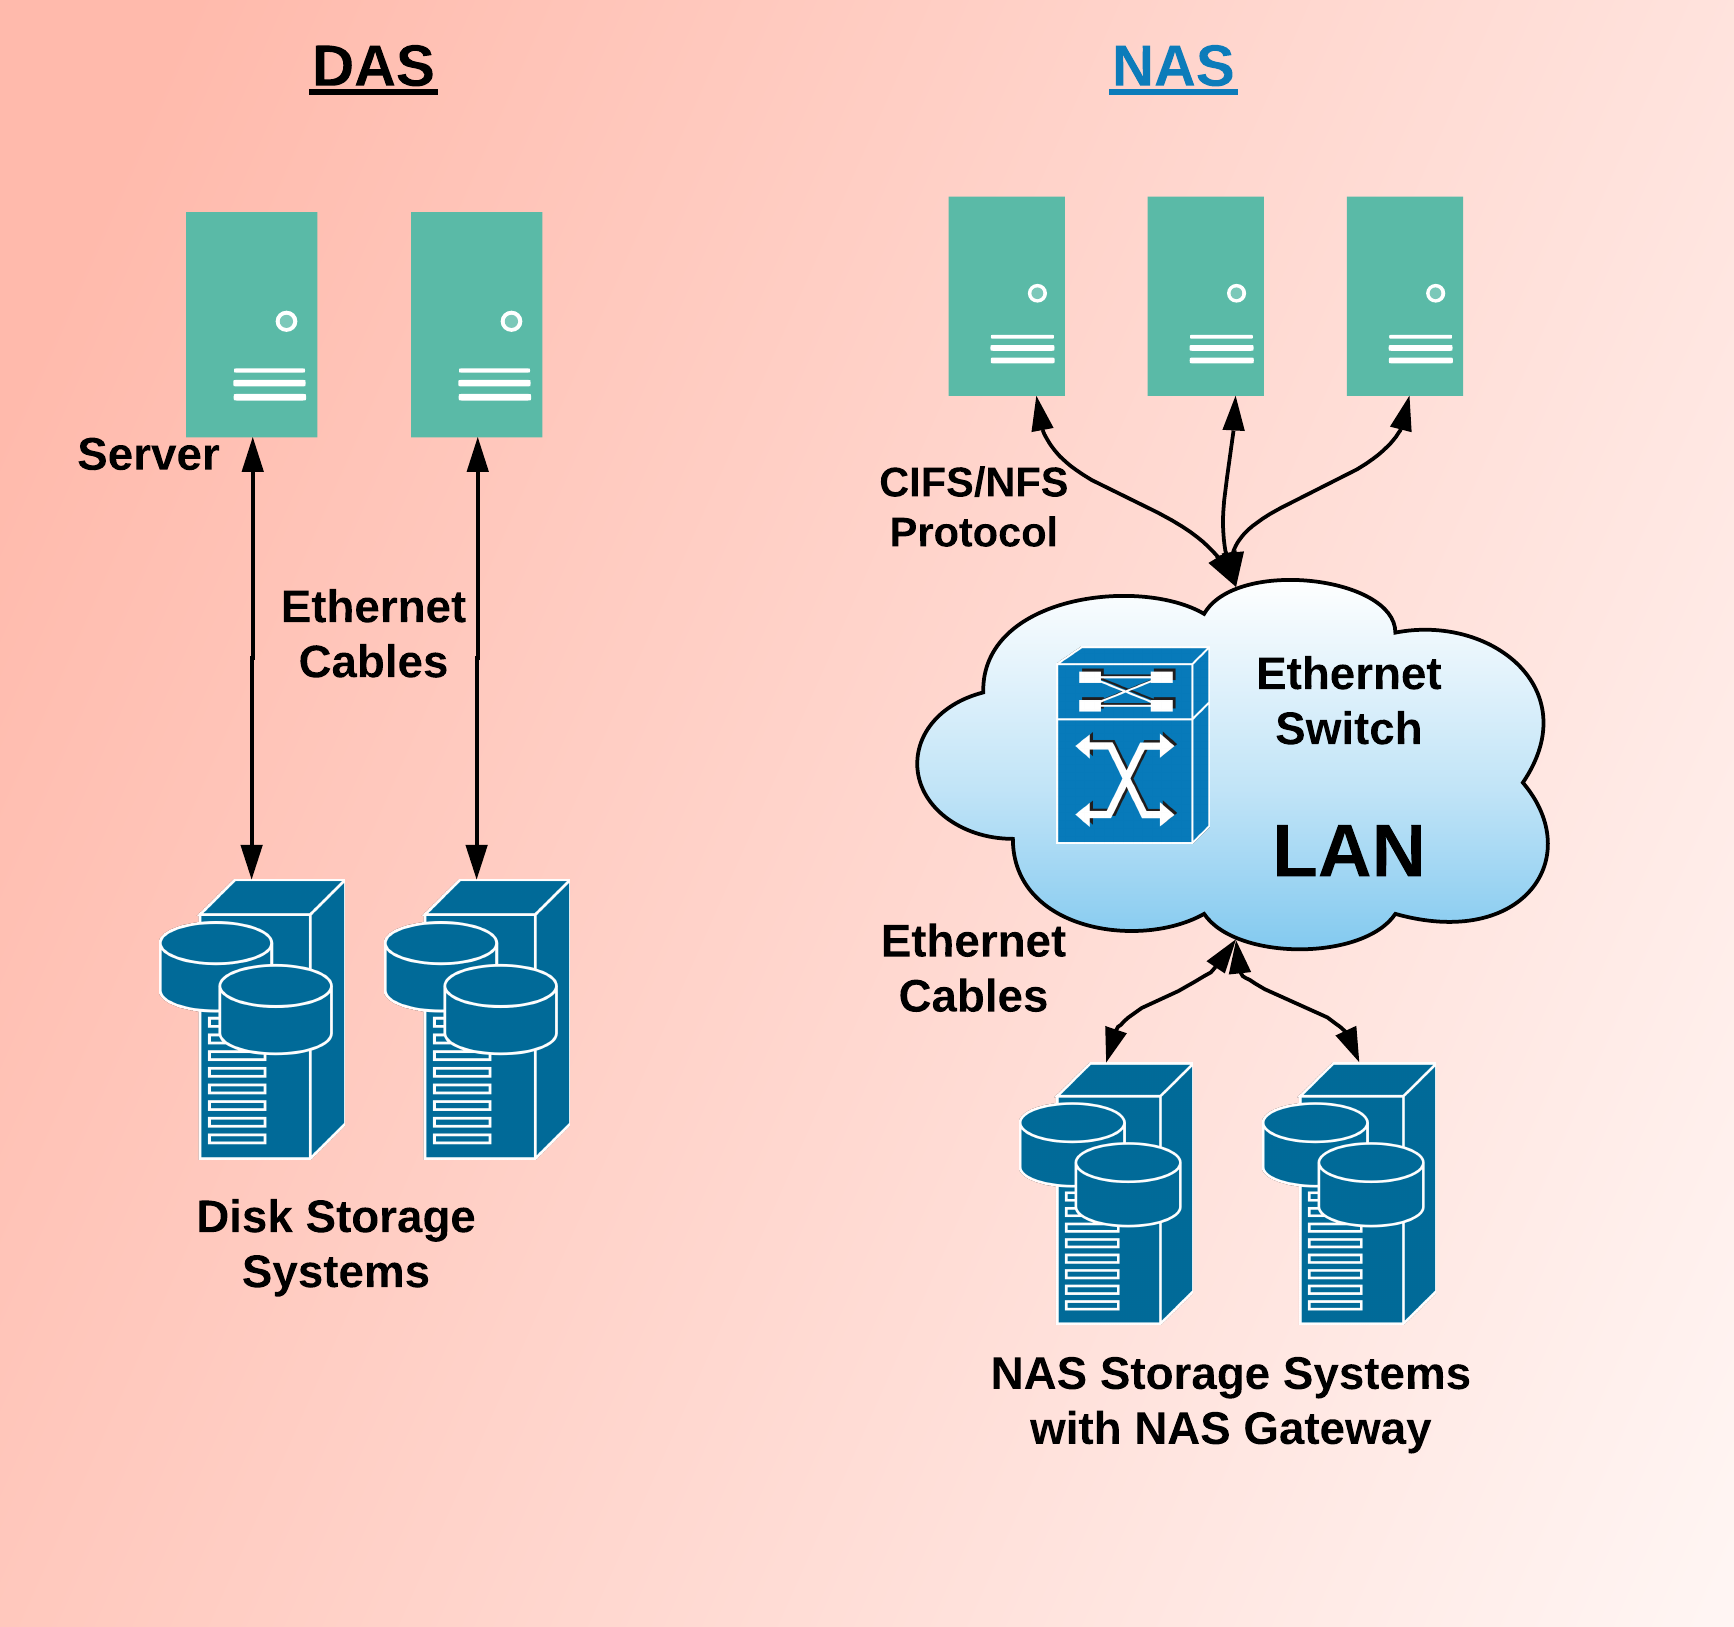 DAS
Server
Ethernet
Cables
Disk Storage
Systems
NAS
CIFS/NFS
Protocol
Ethernet
Switch
LAN
Ethernet
Cables
NAS Storage Systems
with NAS Gateway